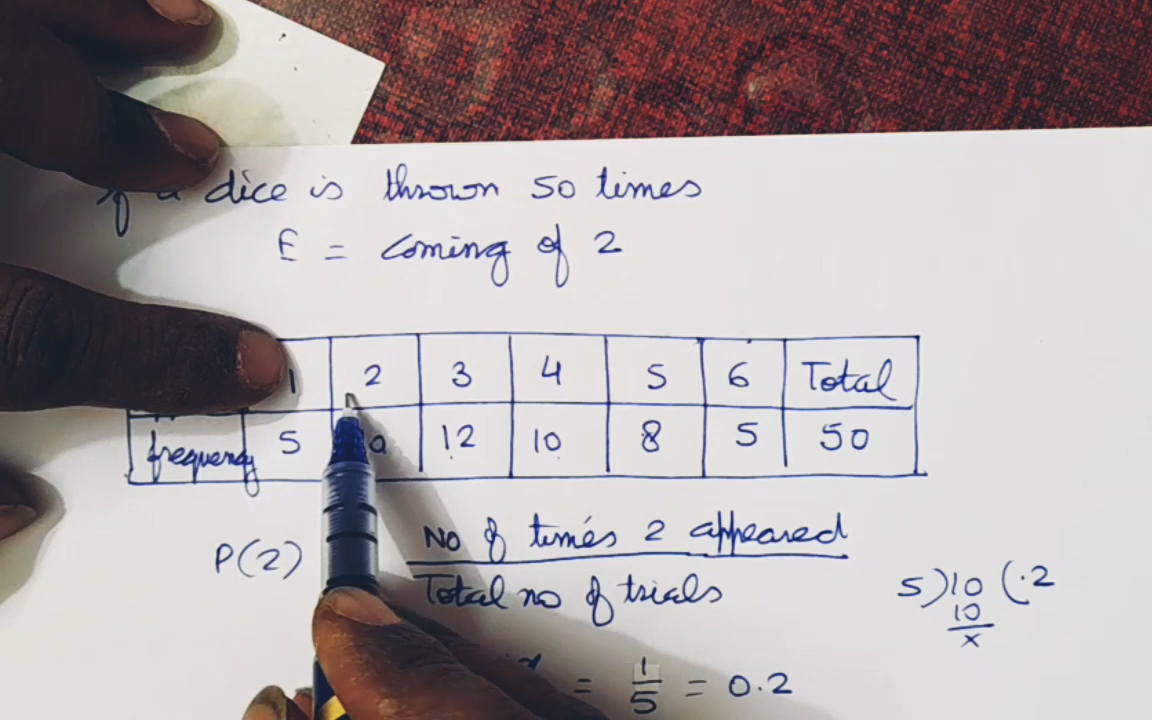 dice is thrown 50 times
E = coming of 2
1 2 3 4 5 6 Total
frequency 5 12 10 8 5 50
P(2) No of times 2 appeared
Total no of trials
5)10(.2
10
x
= 1/5 = 0.2